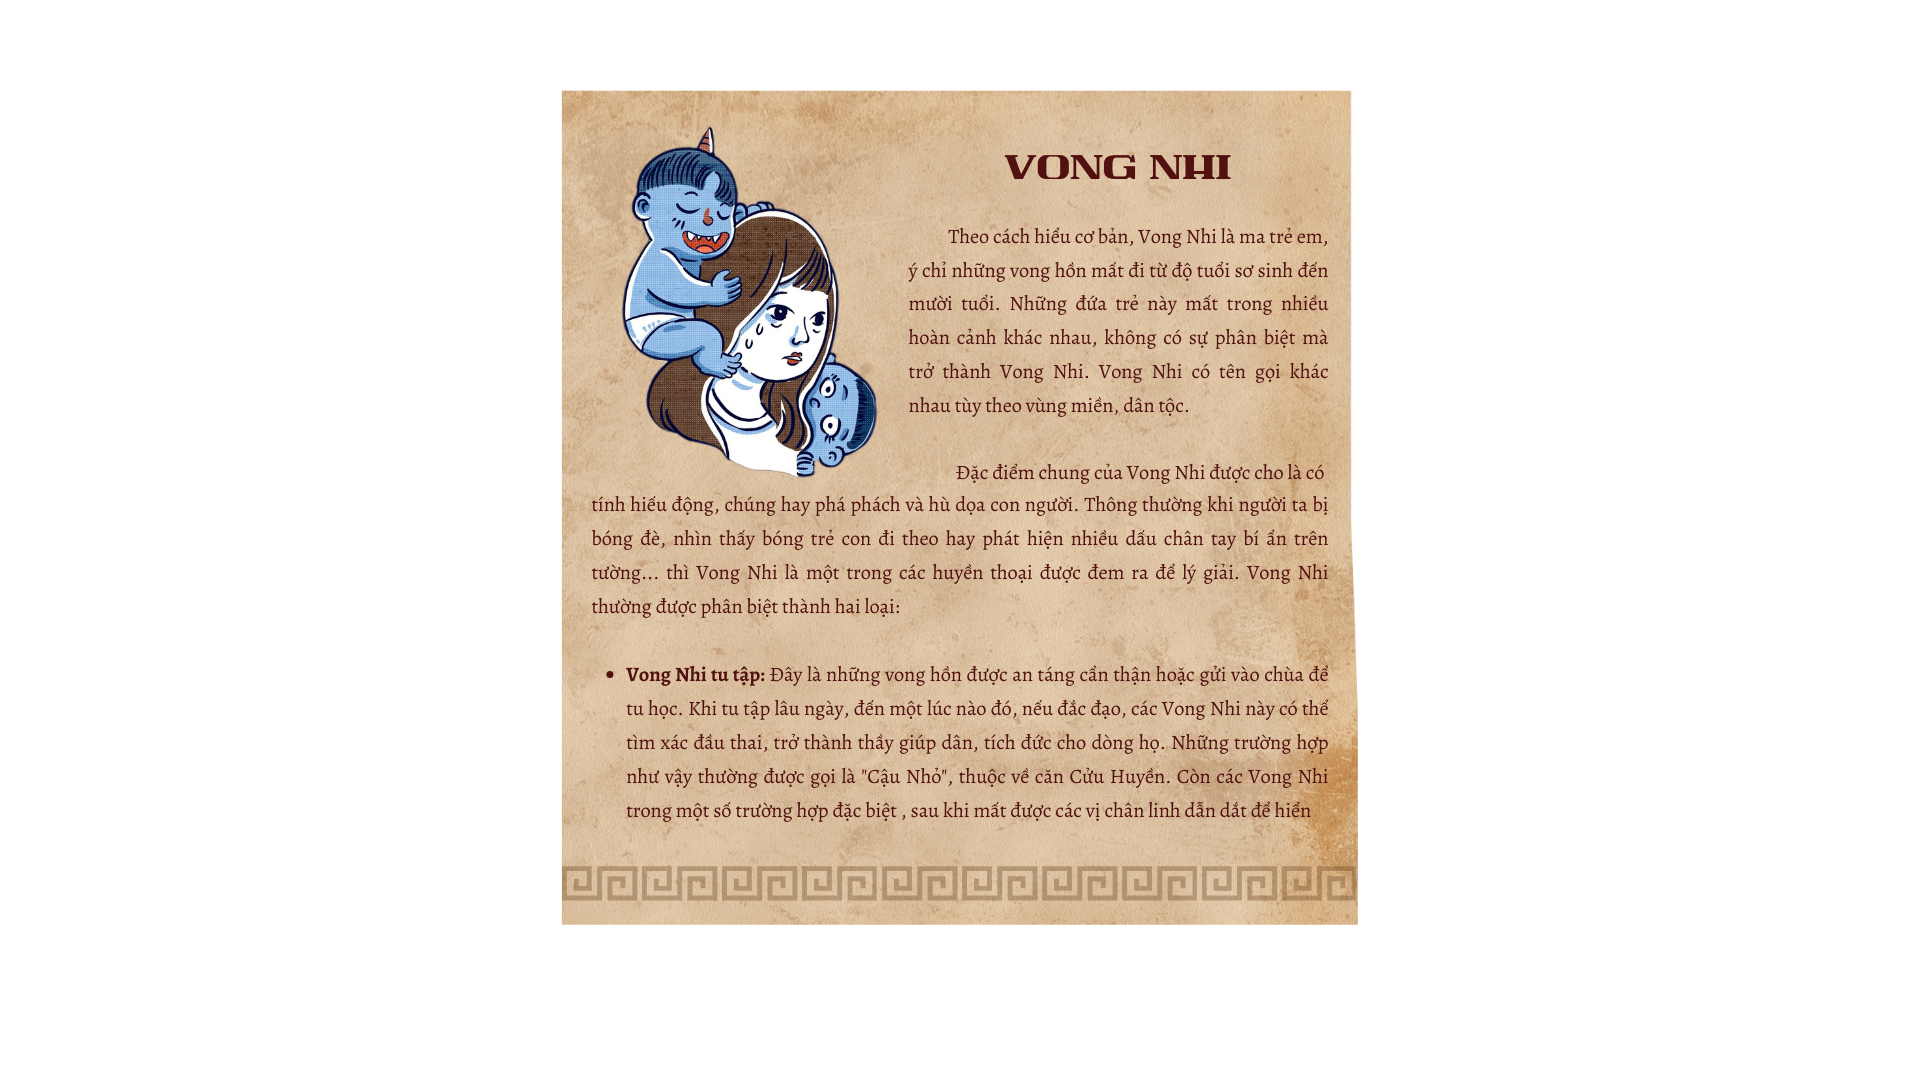 VONG NHI
Theo cách hiểu cơ bản, Vong Nhi là ma trẻ em,
ý chỉ những vong hồn mất đi từ độ tuổi sơ sinh đến
mười tuổi. Những đứa trẻ này mất trong nhiều
hoàn cảnh khác nhau, không có sự phân biệt mà
trở thành Vong Nhi. Vong Nhi có tên gọi khác
nhau tùy theo vùng miền, dân tộc.
Đặc điểm chung của Vong Nhi được cho là có
tính hiếu động, chúng hay phá phách và hù dọa con người. Thông thường khi người ta bị
bóng đè, nhìn thấy bóng trẻ con đi theo hay phát hiện nhiều dấu chân tay bí ẩn trên
tường... thì Vong Nhi là một trong các huyền thoại được đem ra để lý giải. Vong Nhi
thường được phân biệt thành hai loại:
• Vong Nhi tu tập: Đây là những vong hồn được an táng cẩn thận hoặc gửi vào chùa để
tu học. Khi tu tập lâu ngày, đến một lúc nào đó, nếu đắc đạo, các Vong Nhi này có thể
tìm xác đầu thai, trở thành thầy giúp dân, tích đức cho dòng họ. Những trường hợp
như vậy thường được gọi là "Cậu Nhỏ", thuộc về căn Cửu Huyền. Còn các Vong Nhi
trong một số trường hợp đặc biệt , sau khi mất được các vị chân linh dẫn dắt để hiển